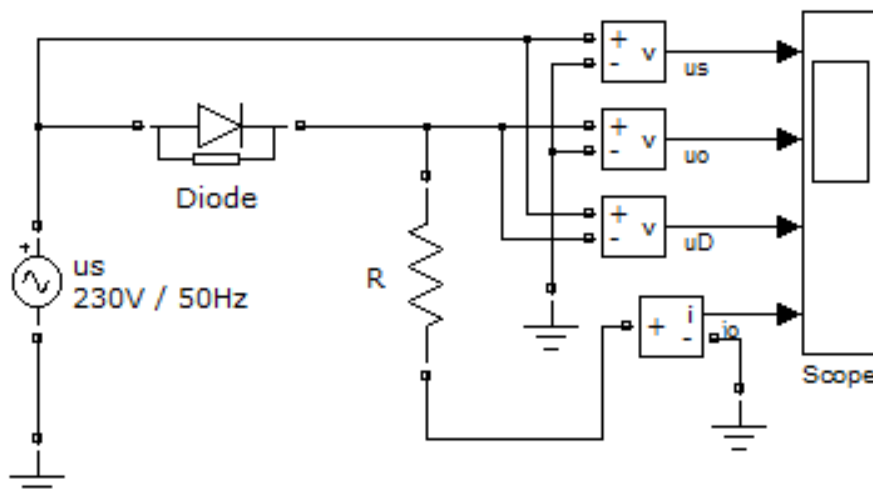 +
-
v
us
+
-
v
uo
Diode
+
-
v
uD
+
us
230V / 50Hz
R
+
i
-
io
Scope